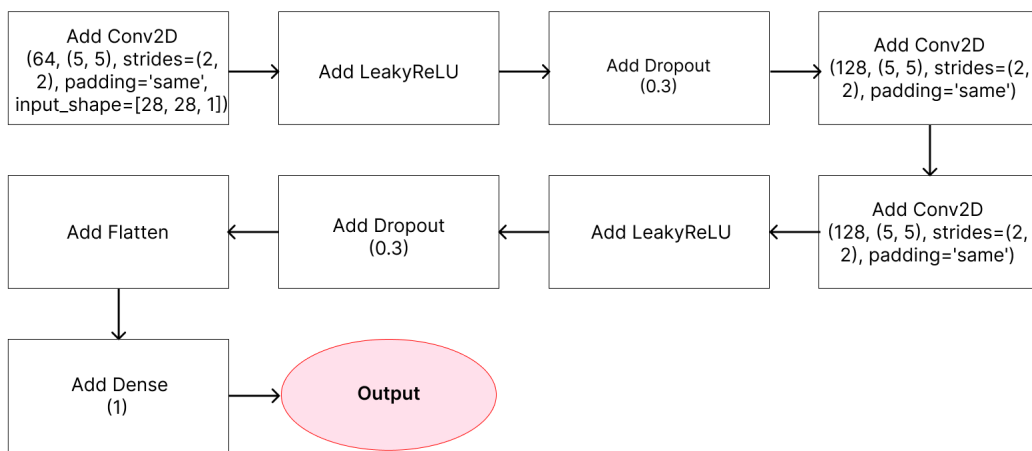 Add Conv2D
(64, (5, 5), strides=(2,
2), padding='same',
input_shape=[28, 28, 1])
Add LeakyReLU
Add Dropout
(0.3)
Add Conv2D
(128, (5, 5), strides=(2,
2), padding='same')
Add Conv2D
(128, (5, 5), strides=(2,
2), padding='same')
Add LeakyReLU
Add Dropout
(0.3)
Add Flatten
Add Dense
(1)
Output